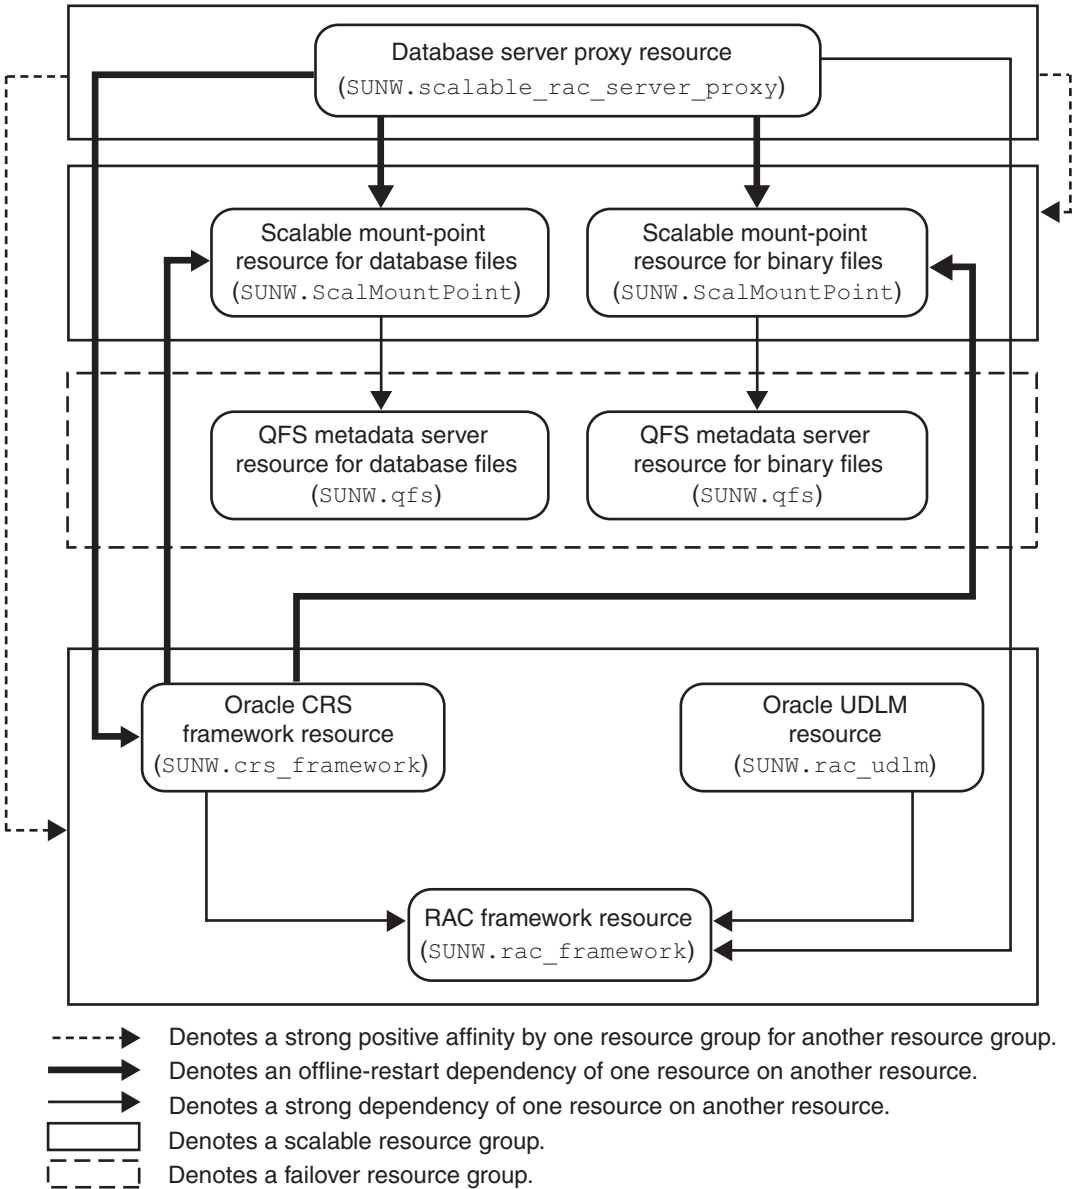 Database server proxy resource
(SUNW.scalable_rac_server_proxy)
Scalable mount-point
resource for database files
(SUNW.ScalMountPoint)
Scalable mount-point
resource for binary files
(SUNW.ScalMountPoint)
QFS metadata server
resource for database files
(SUNW.qfs)
QFS metadata server
resource for binary files
(SUNW.qfs)
Oracle CRS
framework resource
(SUNW.crs_framework)
Oracle UDLM
resource
(SUNW.rac_udlm)
RAC framework resource
(SUNW.rac_framework)
Denotes a strong positive affinity by one resource group for another resource group.
Denotes an offline-restart dependency of one resource on another resource.
Denotes a strong dependency of one resource on another resource.
Denotes a scalable resource group.
Denotes a failover resource group.